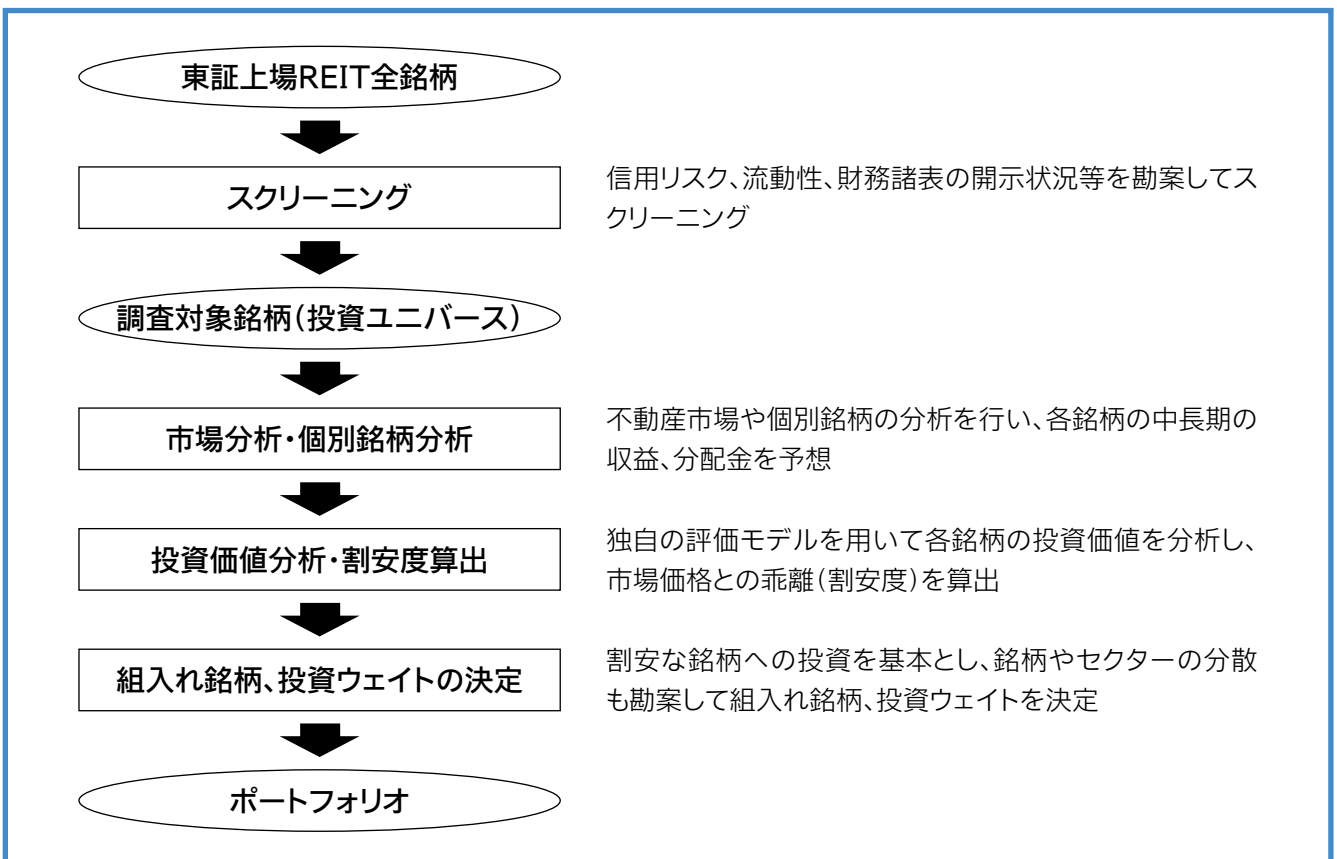 東証上場REIT全銘柄
スクリーニング
信用リスク、流動性、財務諸表の開示状況等を勘案してス
クリーニング
調査対象銘柄(投資ユニバース)
市場分析・個別銘柄分析
不動産市場や個別銘柄の分析を行い、各銘柄の中長期の
収益、分配金を予想
投資価値分析・割安度算出
独自の評価モデルを用いて各銘柄の投資価値を分析し、
市場価格との乖離(割安度)を算出
組入れ銘柄、投資ウェイトの決定
割安な銘柄への投資を基本とし、銘柄やセクターの分散
も勘案して組入れ銘柄、投資ウェイトを決定
ポートフォリオ